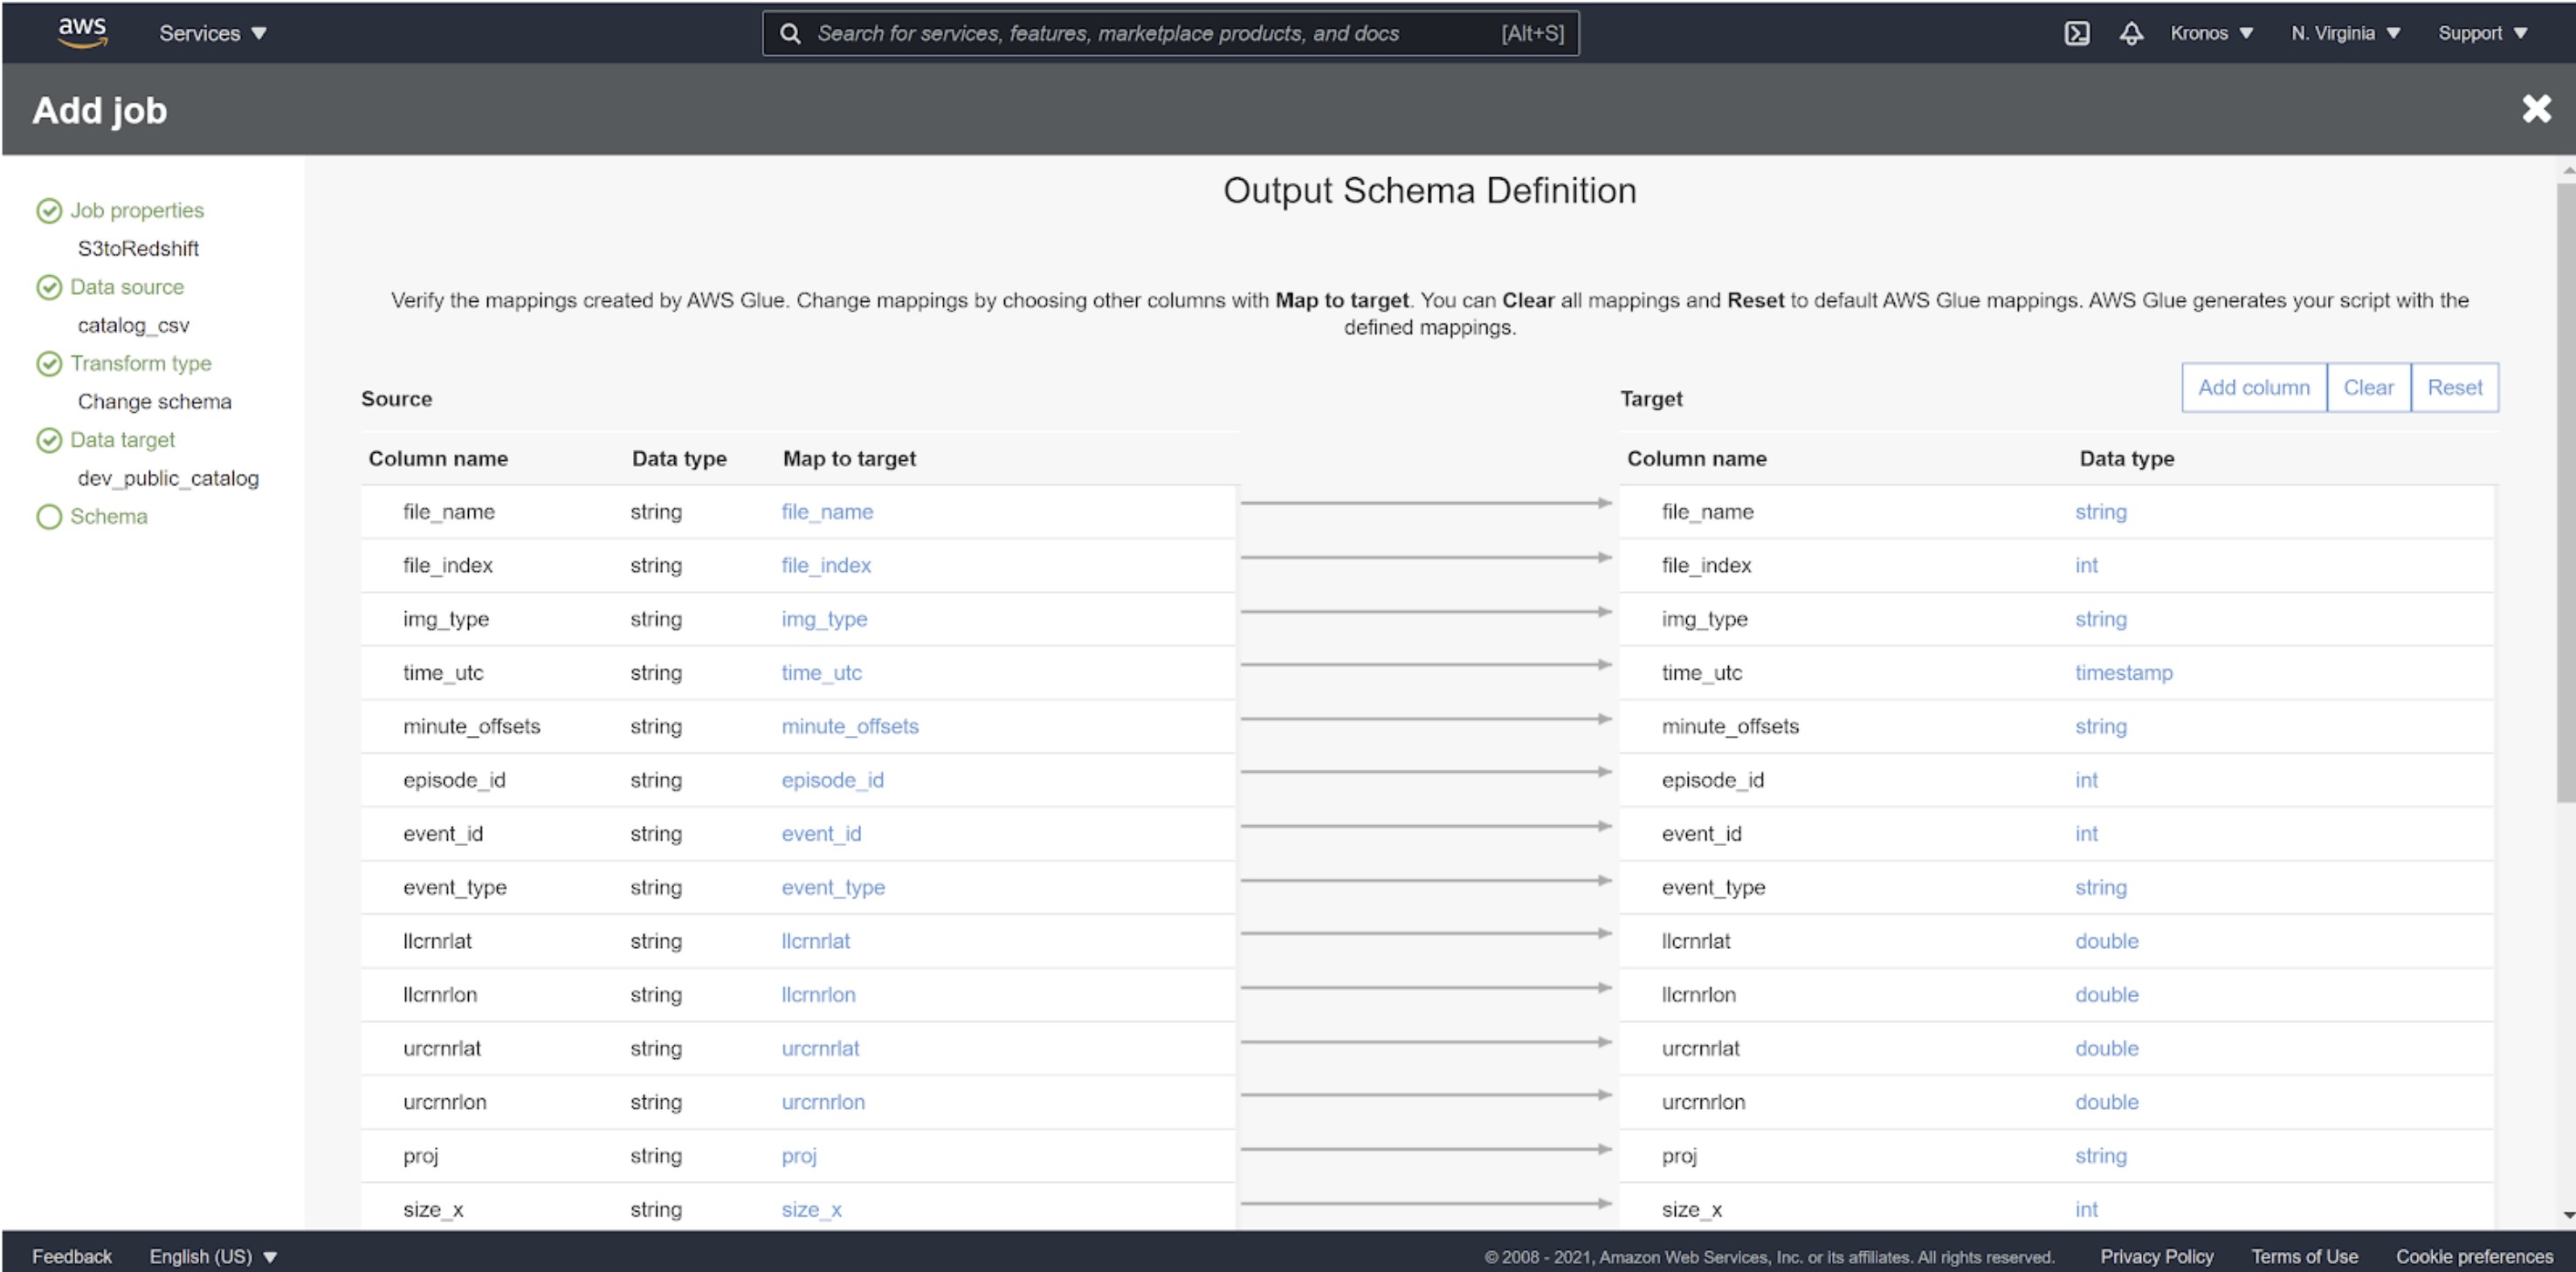 aws Services Search for services, features, marketplace products, and docs [Alt+S] Kronos N. Virginia Support
Add job
Job properties
S3toRedshift
Data source
catalog_csv
Transform type
Change schema
Data target
dev_public_catalog
Schema
Output Schema Definition
Verify the mappings created by AWS Glue. Change mappings by choosing other columns with Map to target. You can Clear all mappings and Reset to default AWS Glue mappings. AWS Glue generates your script with the
defined mappings.
Add column Clear Reset
Source Target
Column name Data type Map to target Column name Data type
file_name string file_name file_name string
file_index string file_index file_index int
img_type string img_type img_type string
time_utc string time_utc time_utc timestamp
minute_offsets string minute_offsets minute_offsets string
episode_id string episode_id episode_id int
event_id string event_id event_id int
event_type string event_type event_type string
llcrnrlat string llcrnrlat llcrnrlat double
llcrnrlon string llcrnrlon llcrnrlon double
urcrnrlat string urcrnrlat urcrnrlat double
urcrnrlon string urcrnrlon urcrnrlon double
proj string proj proj string
size_x string size_x size_x int
Feedback English (US) © 2008 - 2021, Amazon Web Services, Inc. or its affiliates. All rights reserved. Privacy Policy Terms of Use Cookie preferences